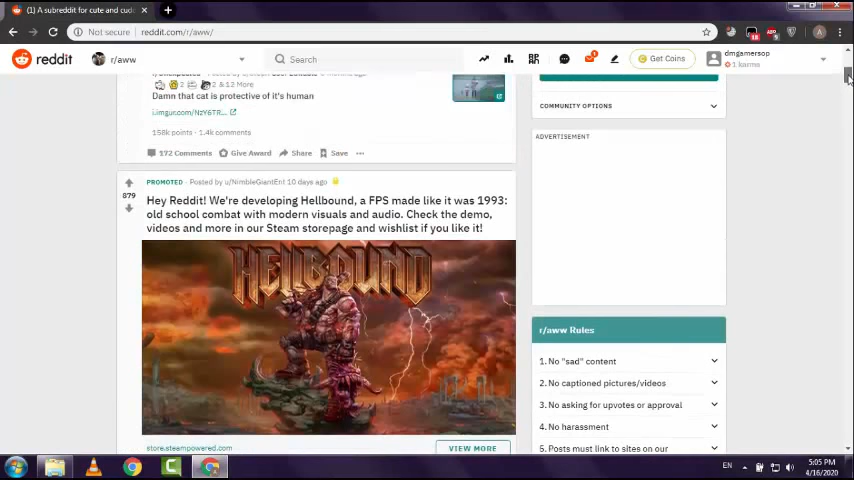 (1) A subreddit for cute and cudd
Not secure | reddit.com/r/aww/
reddit r/aww Search Get Coins dmgamersop
1 karma
2 & 12 More
Damn that cat is protective of it's human
i.imgur.com/NzY6TR...
158k points · 1.4k comments
172 Comments Give Award Share Save ...
COMMUNITY OPTIONS
ADVERTISEMENT
PROMOTED · Posted by u/NimbleGiantEnt 10 days ago
879
Hey Reddit! We're developing Hellbound, a FPS made like it was 1993:
old school combat with modern visuals and audio. Check the demo,
videos and more in our Steam storepage and wishlist if you like it!
HELLBOUND
store.steampowered.com
VIEW MORE
r/aww Rules
1. No "sad" content
2. No captioned pictures/videos
3. No asking for upvotes or approval
4. No harassment
5. Posts must link to sites on our
EN
5:05 PM
4/16/2020